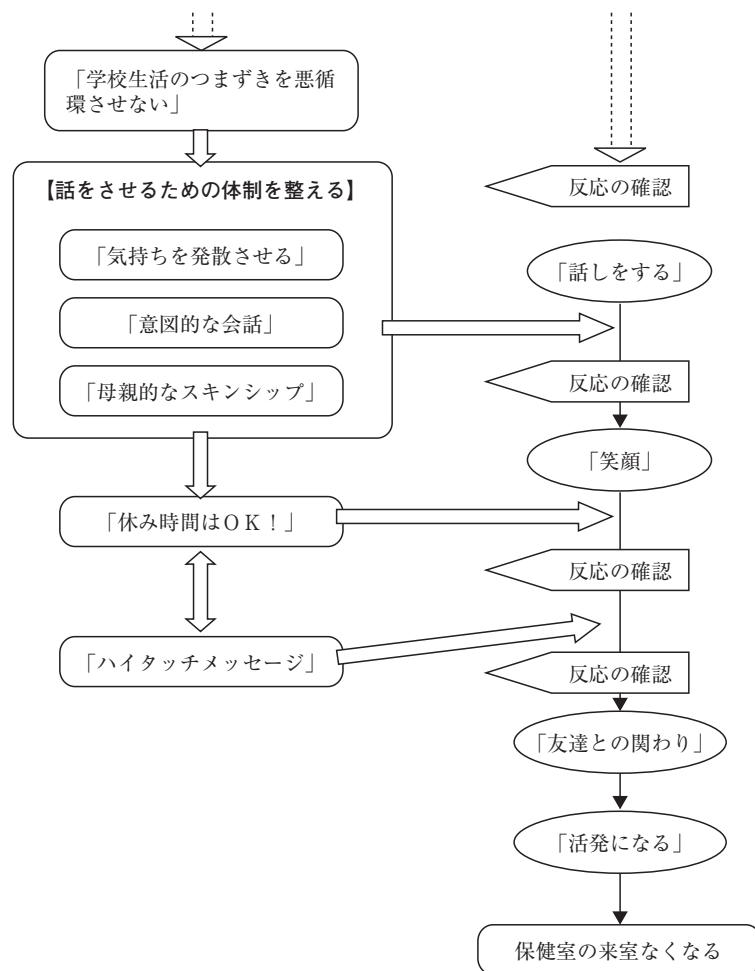 「学校生活のつまずきを悪循
環させない」
【話をさせるための体制を整える】
「気持ちを発散させる」
「意図的な会話」
「母親的なスキンシップ」
「休み時間はＯＫ！」
「ハイタッチメッセージ」
反応の確認
「話しをする」
反応の確認
「笑顔」
反応の確認
反応の確認
「友達との関わり」
「活発になる」
保健室の来室なくなる